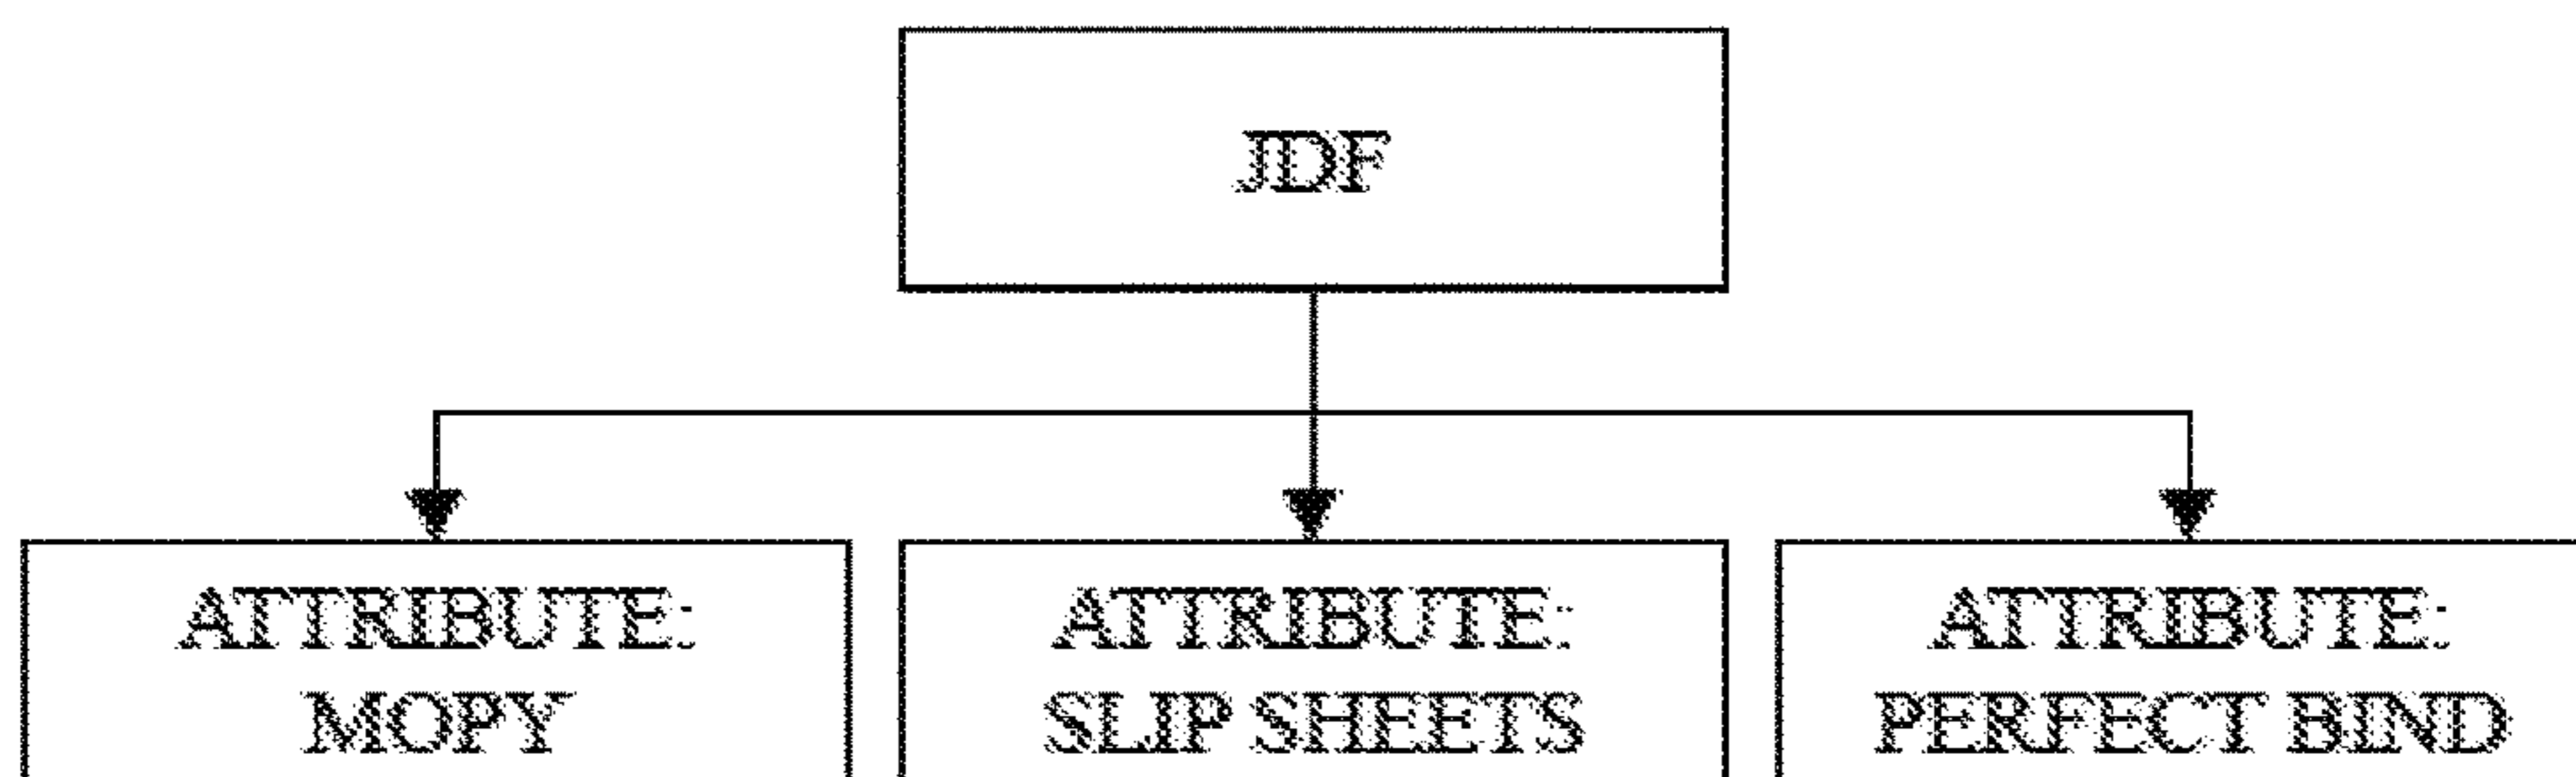 JDF
ATTRIBUTE:
MOPY
ATTRIBUTE:
SLIP SHEETS
ATTRIBUTE:
PERFECT BIND